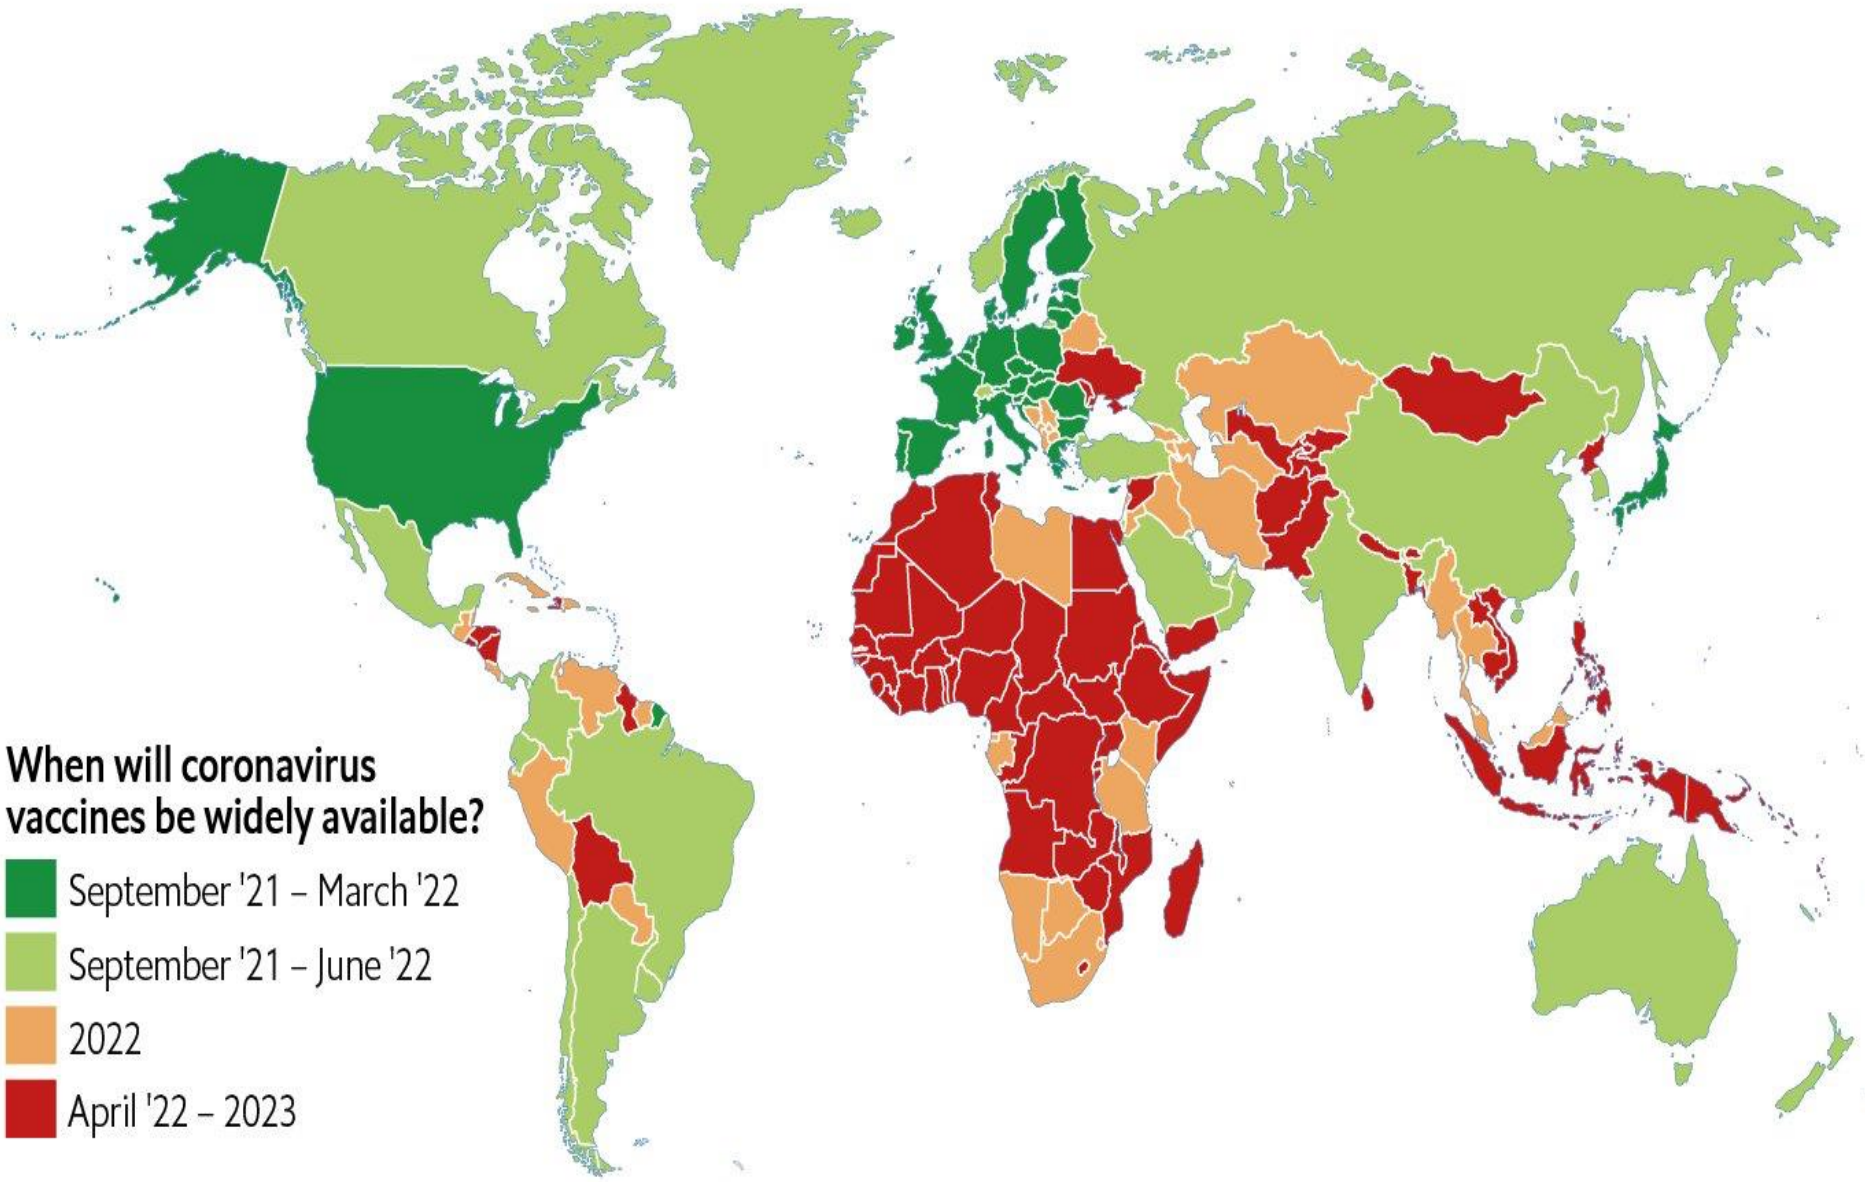 When will coronavirus
vaccines be widely available?
September '21 – March '22
September '21 – June '22
2022
April '22 – 2023